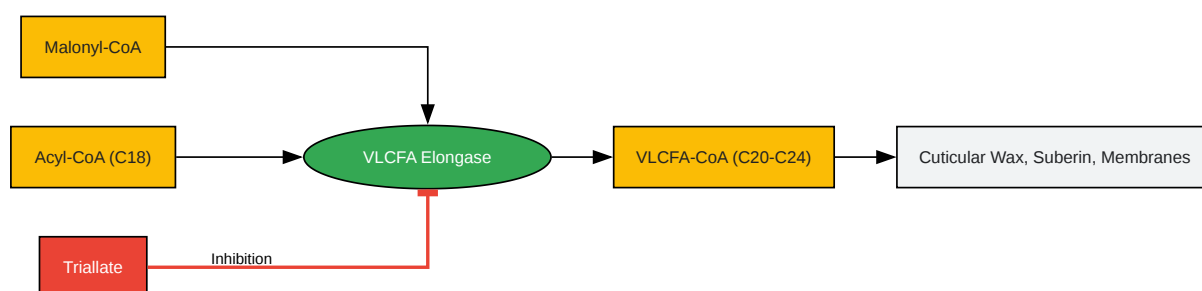 Malonyl-CoA
Acyl-CoA (C18)
VLCFA Elongase
VLCFA-CoA (C20-C24)
Cuticular Wax, Suberin, Membranes
Triallate
Inhibition